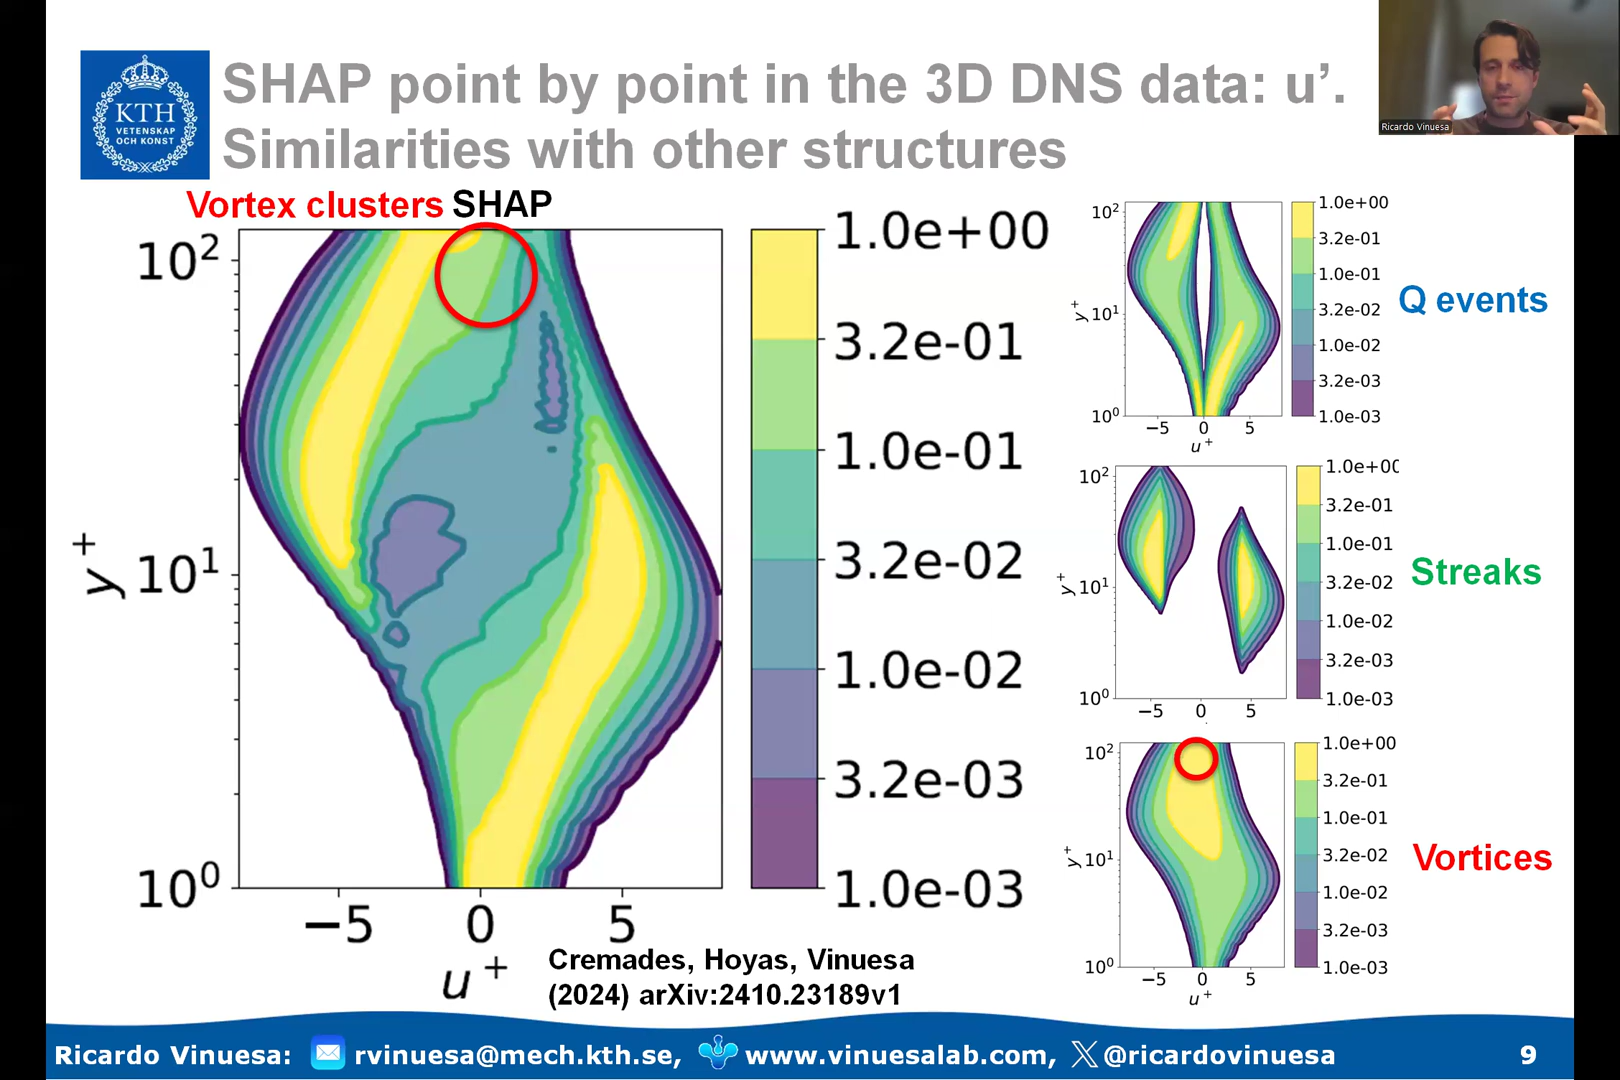 SHAP point by point in the 3D DNS data: u’.
Similarities with other structures
KTH
VETENSKAP
OCH KONST
Ricardo Vinuesa
Vortex clusters SHAP
10²
10¹
10⁰
y⁺
−5 0 5
u⁺
1.0e+00
3.2e-01
1.0e-01
3.2e-02
1.0e-02
3.2e-03
1.0e-03
10²
10¹
10⁰
y⁺
−5 0 5
u⁺
1.0e+00
3.2e-01
1.0e-01
3.2e-02
1.0e-02
3.2e-03
1.0e-03
Q events
10²
10¹
10⁰
y⁺
−5 0 5
1.0e+00
3.2e-01
1.0e-01
3.2e-02
1.0e-02
3.2e-03
1.0e-03
Streaks
10²
10¹
10⁰
y⁺
−5 0 5
u⁺
1.0e+00
3.2e-01
1.0e-01
3.2e-02
1.0e-02
3.2e-03
1.0e-03
Vortices
Cremades, Hoyas, Vinuesa
(2024) arXiv:2410.23189v1
Ricardo Vinuesa: rvinuesa@mech.kth.se, www.vinuesalab.com, @ricardovinuesa 9